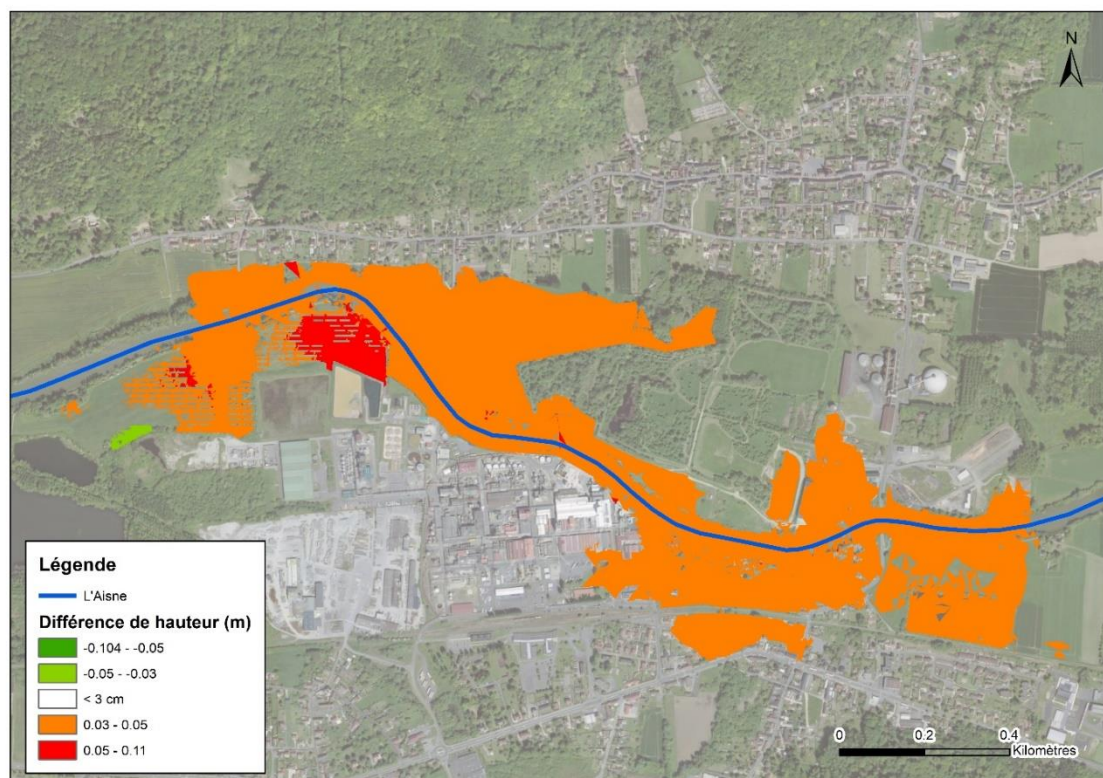 N
Légende
L'Aisne
Différence de hauteur (m)
-0.104 - -0.05
-0.05 - -0.03
< 3 cm
0.03 - 0.05
0.05 - 0.11
0 0.2 0.4
Kilomètres